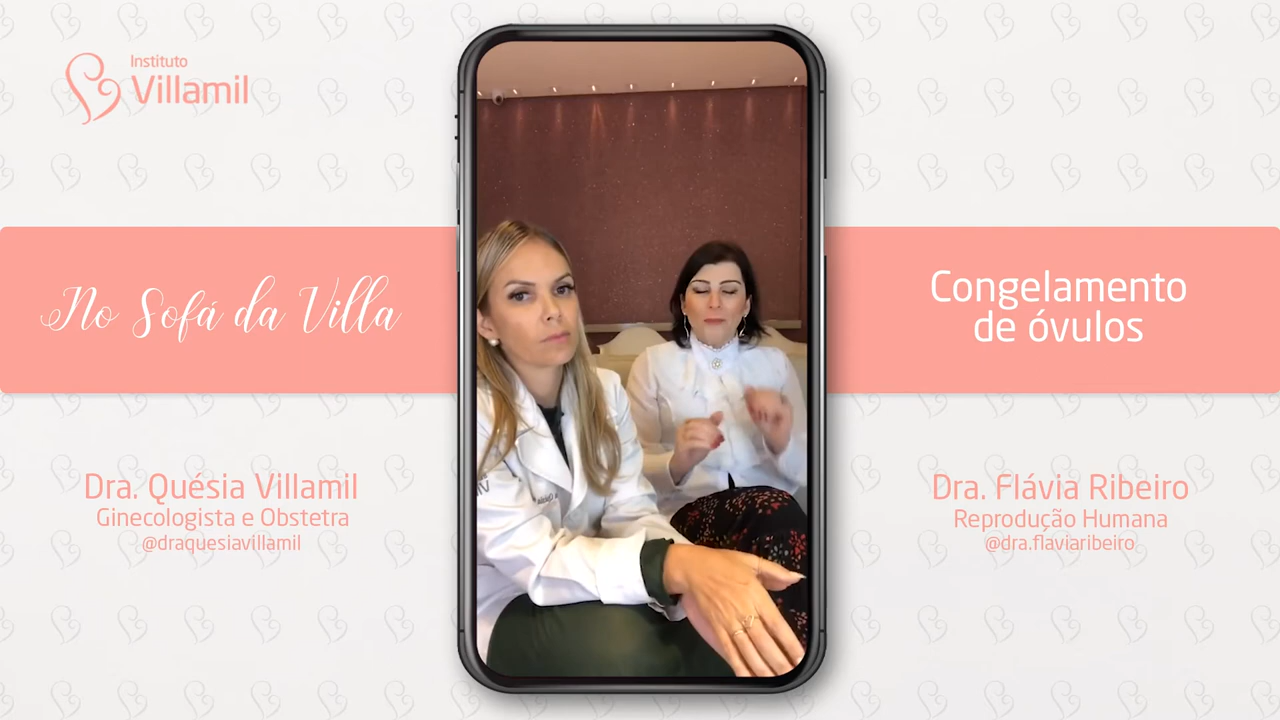 Instituto
Villamil
No Sofá da Villa
Congelamento
de óvulos
Dra. Quésia Villamil
Ginecologista e Obstetra
@draquesiavillamil
Dra. Flávia Ribeiro
Reprodução Humana
@dra.flaviaribeiro